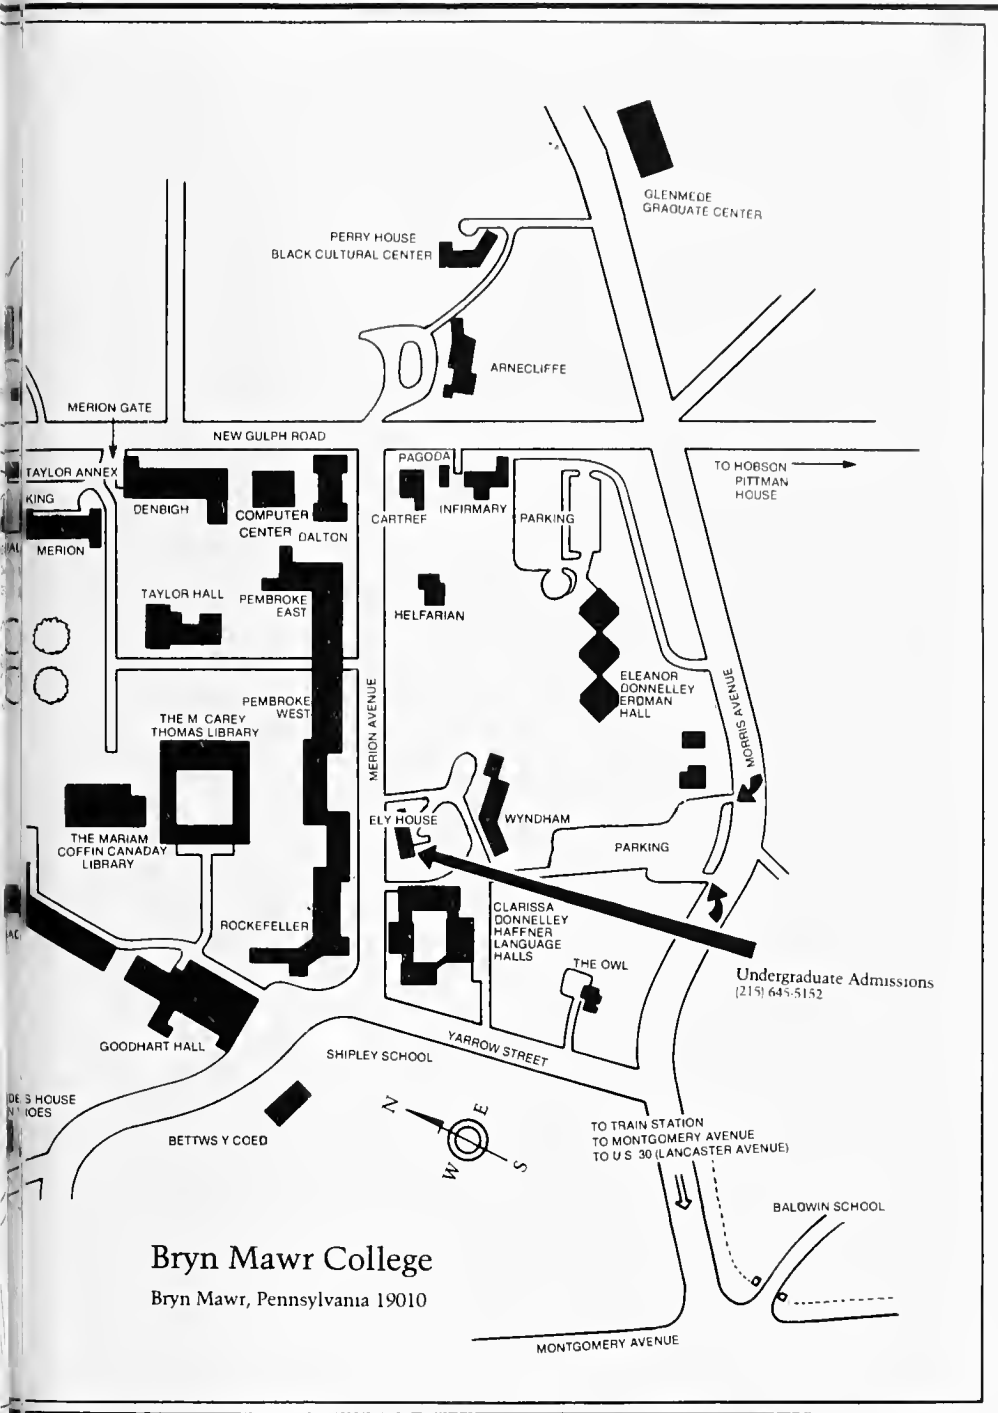 GLENMEDE
GRADUATE CENTER
PERRY HOUSE
BLACK CULTURAL CENTER
ARNECLIFFE
MERION GATE
NEW GULPH ROAD
TAYLOR ANNEX
PAGODA
TO HOBSON
PITTMAN
HOUSE
KING
DENBIGH
COMPUTER
CENTER
DALTON
CARTREF
INFIRMARY
PARKING
MERION
TAYLOR HALL
PEMBROKE
EAST
HELFARIAN
ELEANOR
DONNELLEY
ERDMAN
HALL
PEMBROKE
WEST
MERION AVENUE
MORRIS AVENUE
THE M CAREY
THOMAS LIBRARY
ELY HOUSE
WYNDHAM
THE MARIAM
COFFIN CANADAY
LIBRARY
PARKING
ROCKEFELLER
CLARISSA
DONNELLEY
HAFFNER
LANGUAGE
HALLS
THE OWL
Undergraduate Admissions
(215) 645-5152
GOODHART HALL
YARROW STREET
SHIPLEY SCHOOL
S HOUSE
BETTWS Y COED
N
E
W
S
TO TRAIN STATION
TO MONTGOMERY AVENUE
TO U S 30 (LANCASTER AVENUE)
BALDWIN SCHOOL
Bryn Mawr College
Bryn Mawr, Pennsylvania 19010
MONTGOMERY AVENUE